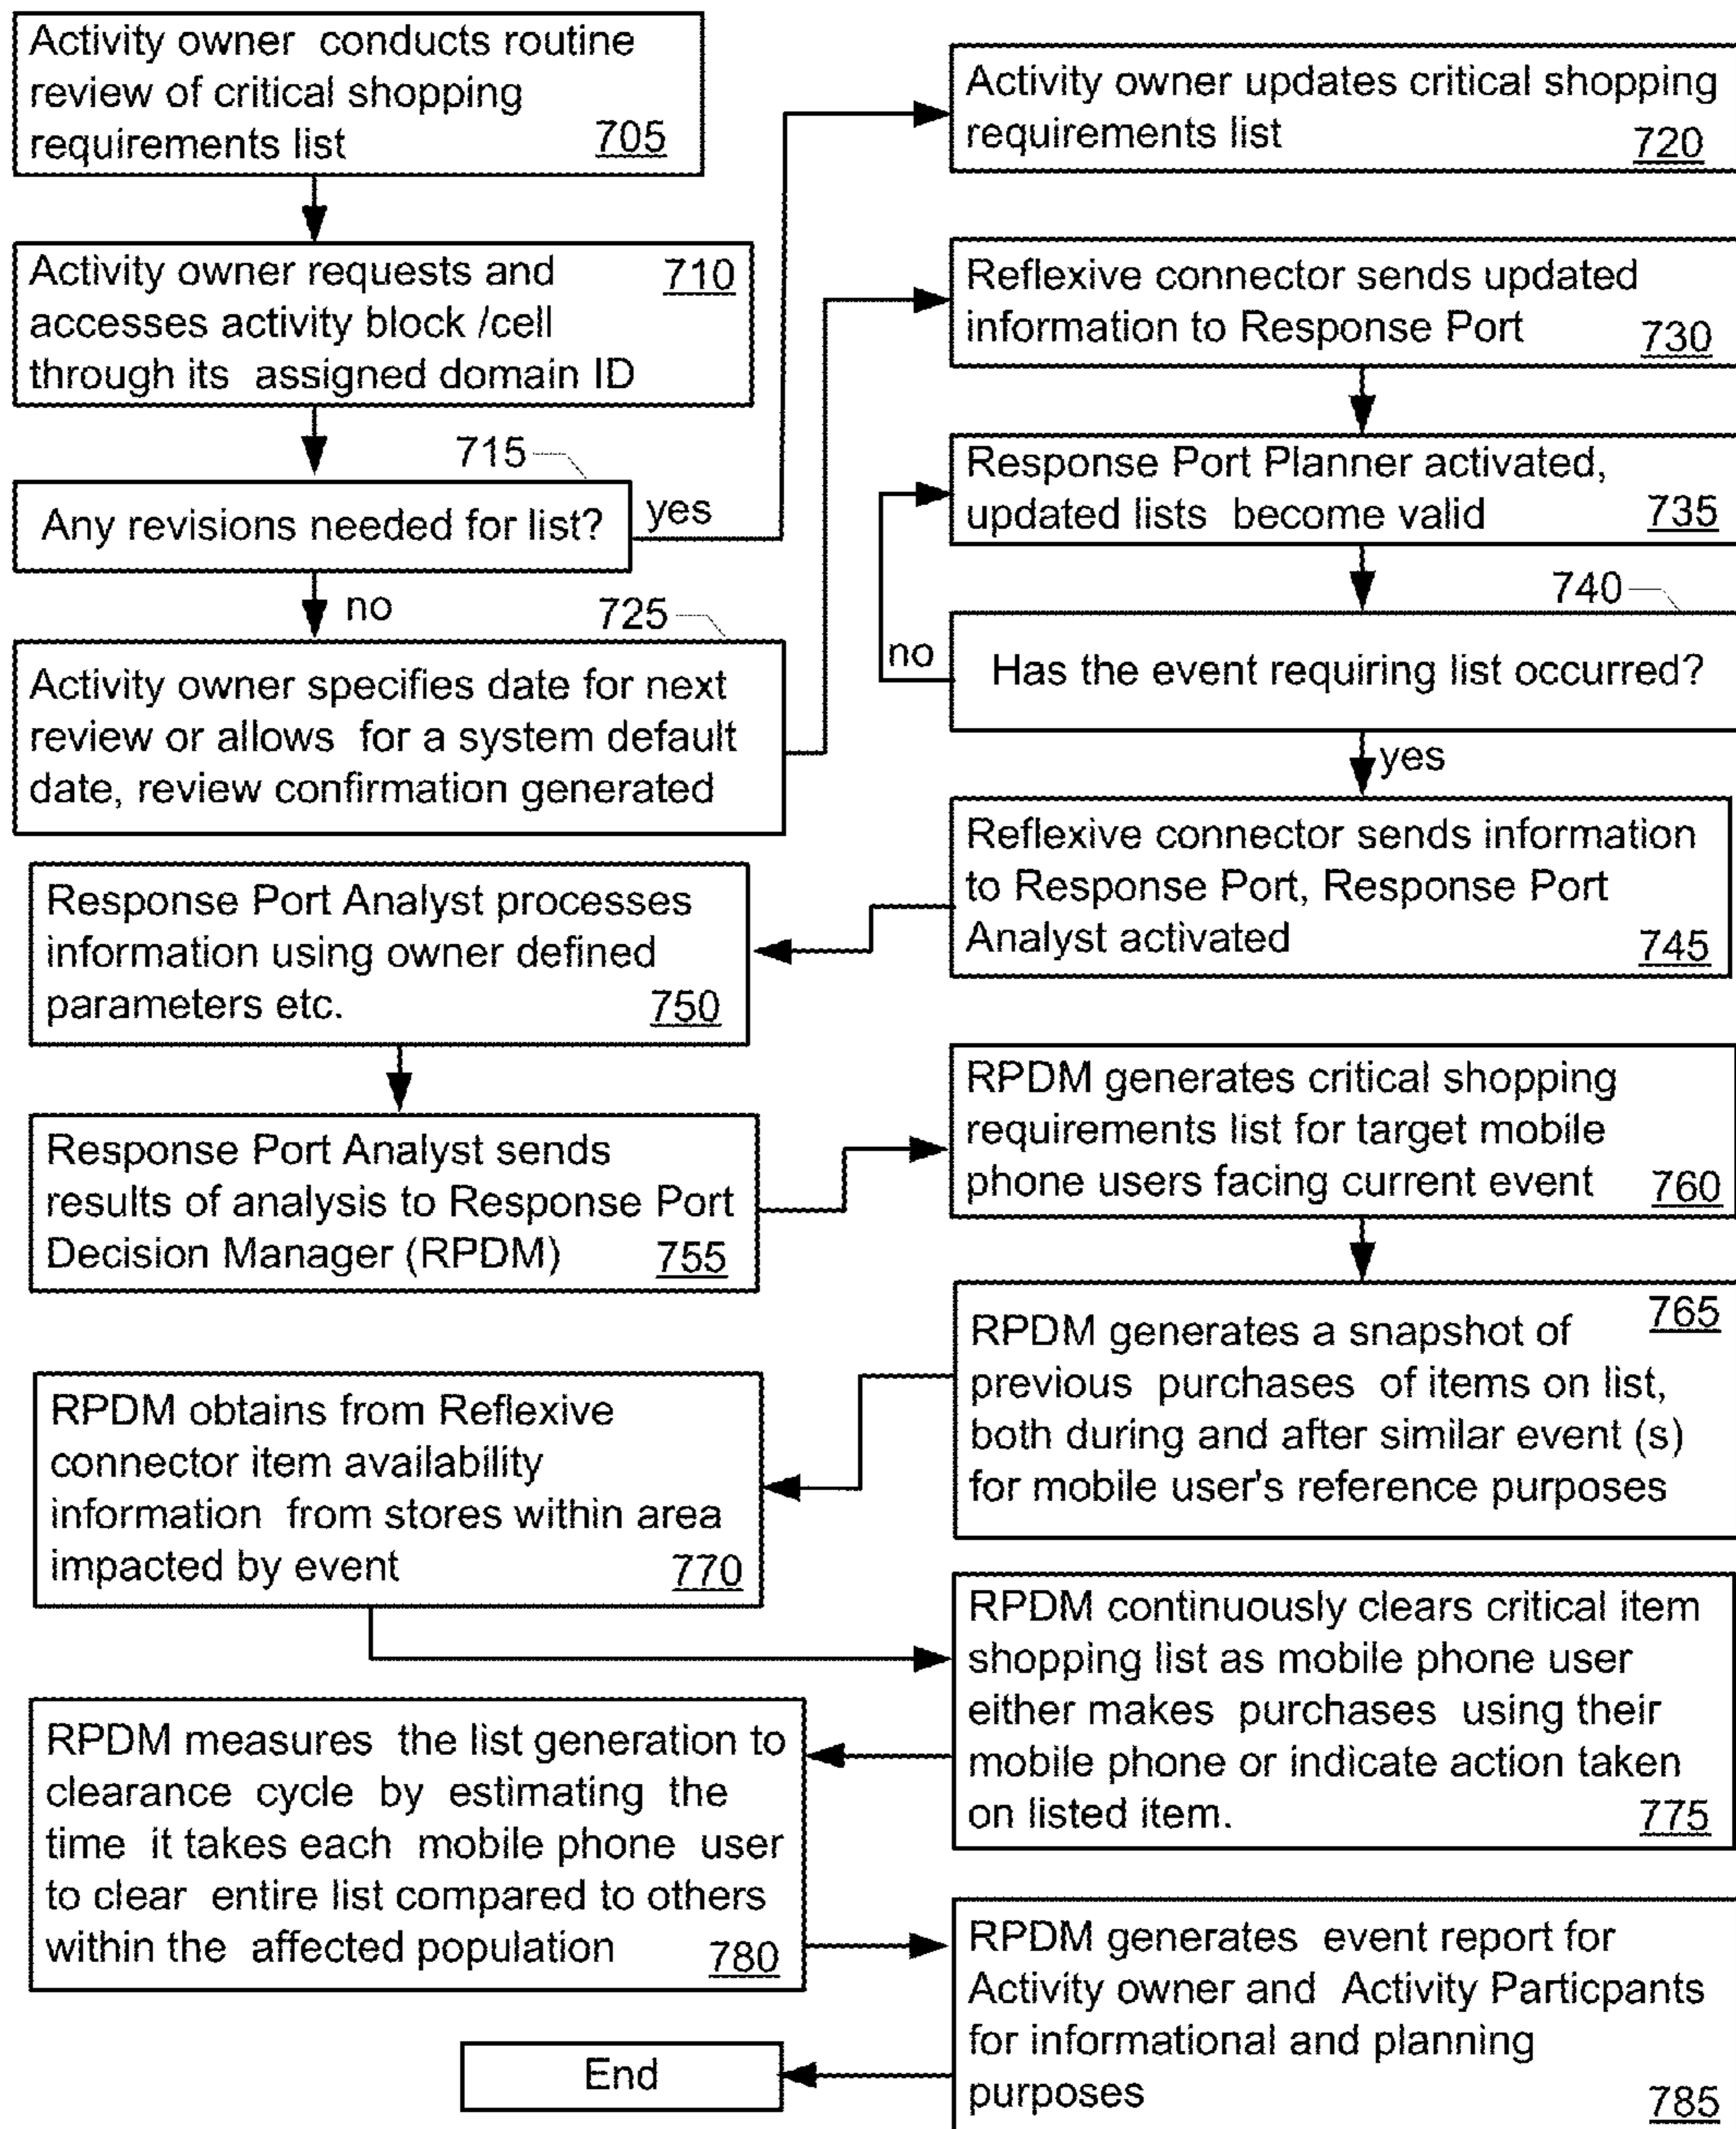 Activity owner conducts routine
review of critical shopping
requirements list 705
Activity owner requests and 710
accesses activity block /cell
through its assigned domain ID
715
Any revisions needed for list?
yes
no
Activity owner updates critical shopping
requirements list 720
725
Activity owner specifies date for next
review or allows for a system default
date, review confirmation generated
Reflexive connector sends updated
information to Response Port 730
Response Port Planner activated,
updated lists become valid 735
740
Has the event requiring list occurred?
no
yes
Reflexive connector sends information
to Response Port, Response Port
Analyst activated 745
Response Port Analyst processes
information using owner defined
parameters etc. 750
Response Port Analyst sends
results of analysis to Response Port
Decision Manager (RPDM) 755
RPDM generates critical shopping
requirements list for target mobile
phone users facing current event 760
765
RPDM generates a snapshot of
previous purchases of items on list,
both during and after similar event (s)
for mobile user's reference purposes
RPDM obtains from Reflexive
connector item availability
information from stores within area
impacted by event 770
RPDM continuously clears critical item
shopping list as mobile phone user
either makes purchases using their
mobile phone or indicate action taken
on listed item. 775
RPDM measures the list generation to
clearance cycle by estimating the
time it takes each mobile phone user
to clear entire list compared to others
within the affected population 780
RPDM generates event report for
Activity owner and Activity Particpants
for informational and planning
purposes 785
End